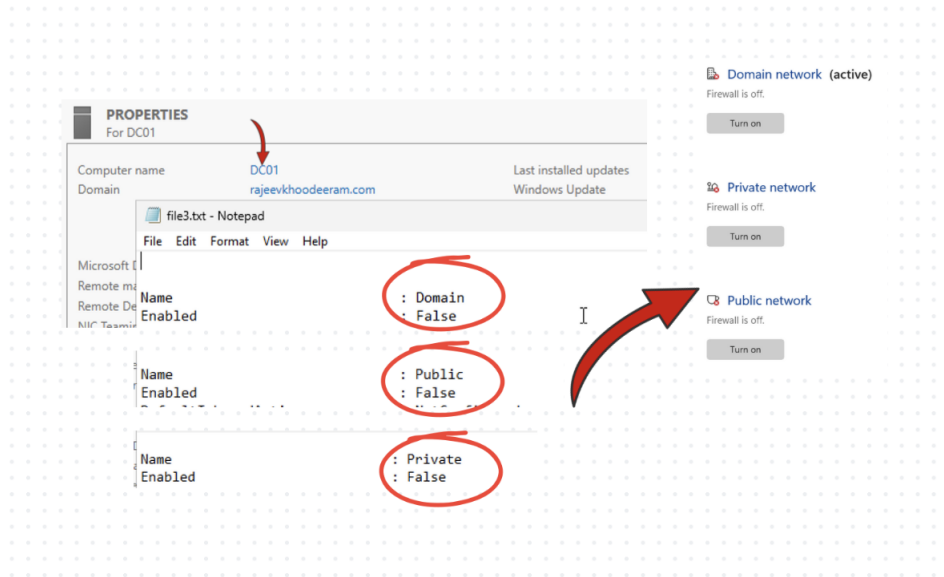 PROPERTIES
For DC01
Computer name DC01 Last installed updates
Domain rajeevkhoodeeram.com Windows Update
file3.txt - Notepad
File Edit Format View Help
Microsoft
Remote
Name : Domain
Remote
Enabled : False
NIC
Name : Public
Enabled : False
Name : Private
Enabled : False
Domain network (active)
Firewall is off.
Turn on
Private network
Firewall is off.
Turn on
Public network
Firewall is off.
Turn on